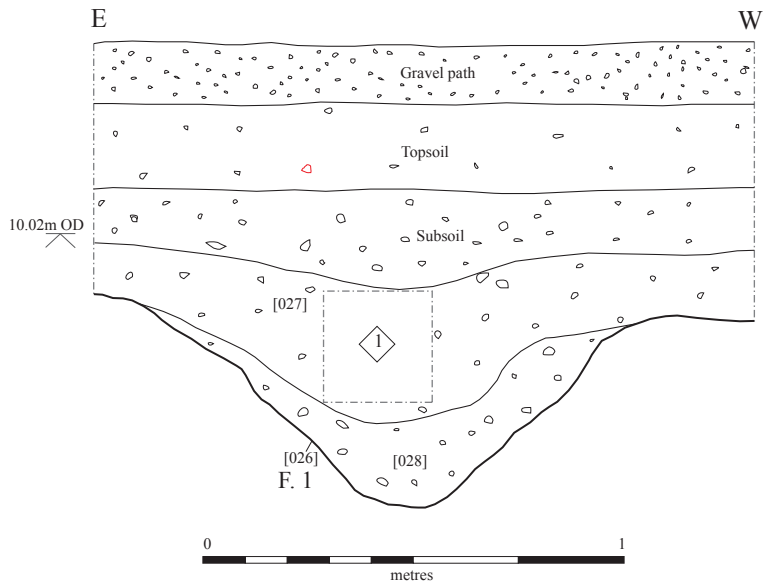 E
W
Gravel path
Topsoil
10.02m OD
Subsoil
[027]
1
[026]
[028]
F. 1
0
1
metres